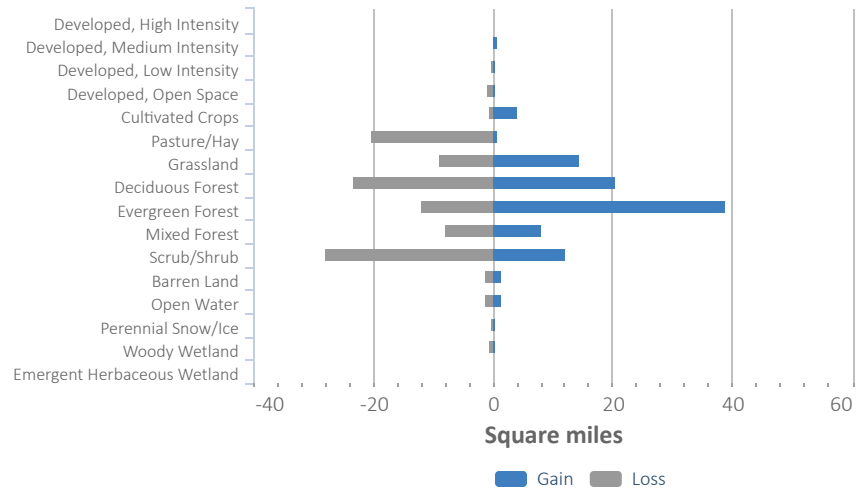 Developed, High Intensity
Developed, Medium Intensity
Developed, Low Intensity
Developed, Open Space
Cultivated Crops
Pasture/Hay
Grassland
Deciduous Forest
Evergreen Forest
Mixed Forest
Scrub/Shrub
Barren Land
Open Water
Perennial Snow/Ice
Woody Wetland
Emergent Herbaceous Wetland
-40 -20 0 20 40 60
Square miles
Gain Loss